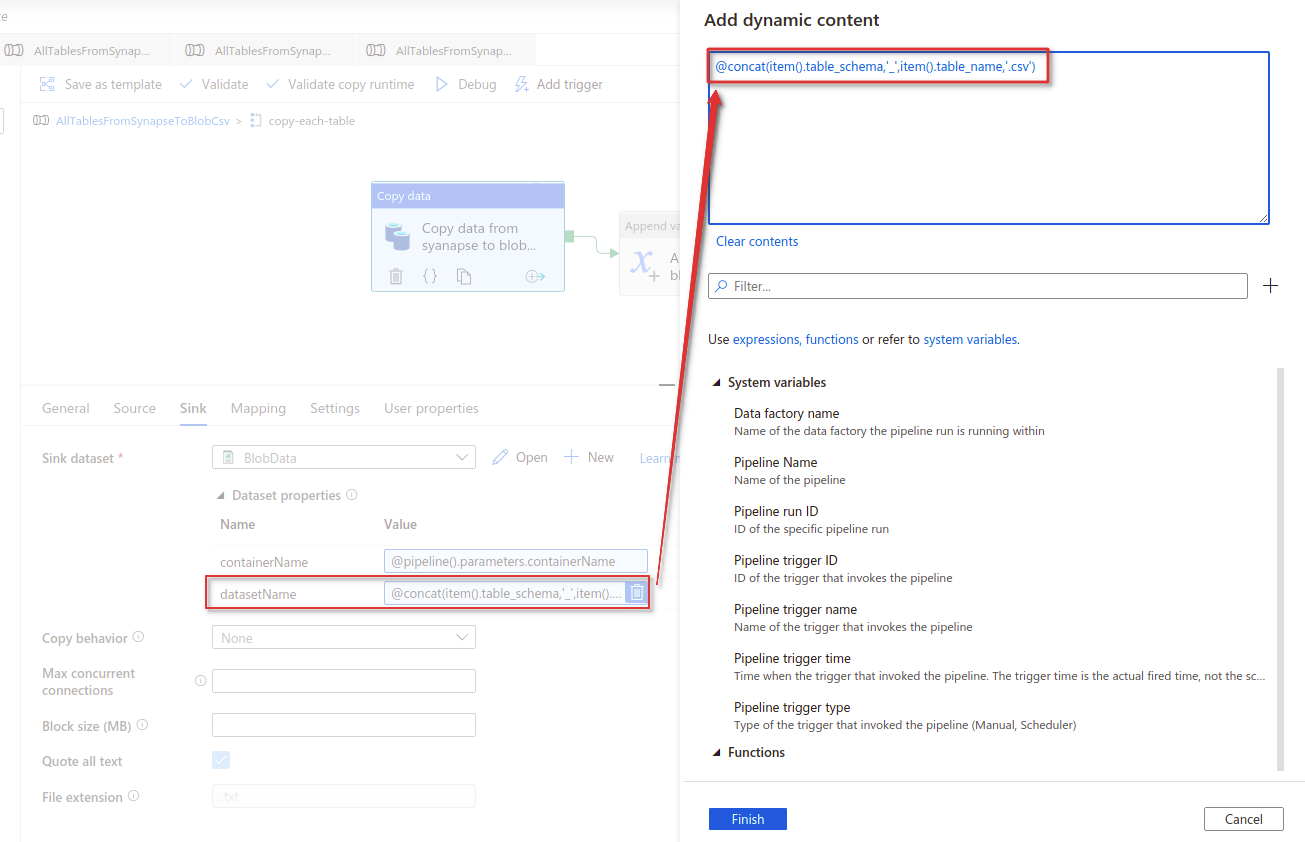 te
AllTablesFromSynap...
AllTablesFromSynap...
AllTablesFromSynap...
Save as template
Validate
Validate copy runtime
Debug
Add trigger
AllTablesFromSynapseToBlobCsv > copy-each-table
Copy data
Copy data from
syanapse to blob...
{}
Append va
A
bl
General
Source
Sink
Mapping
Settings
User properties
Sink dataset *
BlobData
Open
New
Learn
Dataset properties
Name
Value
containerName
@pipeline().parameters.containerName
datasetName
@concat(item().table_schema,'_',item()....
Copy behavior
None
Max concurrent
connections
Block size (MB)
Quote all text
File extension
.txt
Add dynamic content
@concat(item().table_schema,'_',item().table_name,'.csv')
Clear contents
Filter...
Use expressions, functions or refer to system variables.
System variables
Data factory name
Name of the data factory the pipeline run is running within
Pipeline Name
Name of the pipeline
Pipeline run ID
ID of the specific pipeline run
Pipeline trigger ID
ID of the trigger that invokes the pipeline
Pipeline trigger name
Name of the trigger that invokes the pipeline
Pipeline trigger time
Time when the trigger that invoked the pipeline. The trigger time is the actual fired time, not the sc...
Pipeline trigger type
Type of the trigger that invoked the pipeline (Manual, Scheduler)
Functions
Finish
Cancel